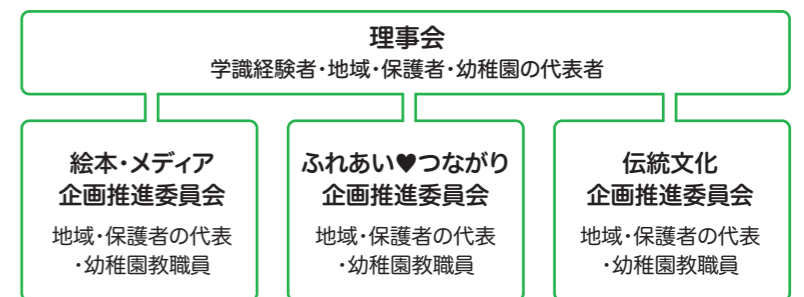 理事会
学識経験者・地域・保護者・幼稚園の代表者
絵本・メディア
企画推進委員会
地域・保護者の代表
・幼稚園教職員
ふれあい♥つながり
企画推進委員会
地域・保護者の代表
・幼稚園教職員
伝統文化
企画推進委員会
地域・保護者の代表
・幼稚園教職員